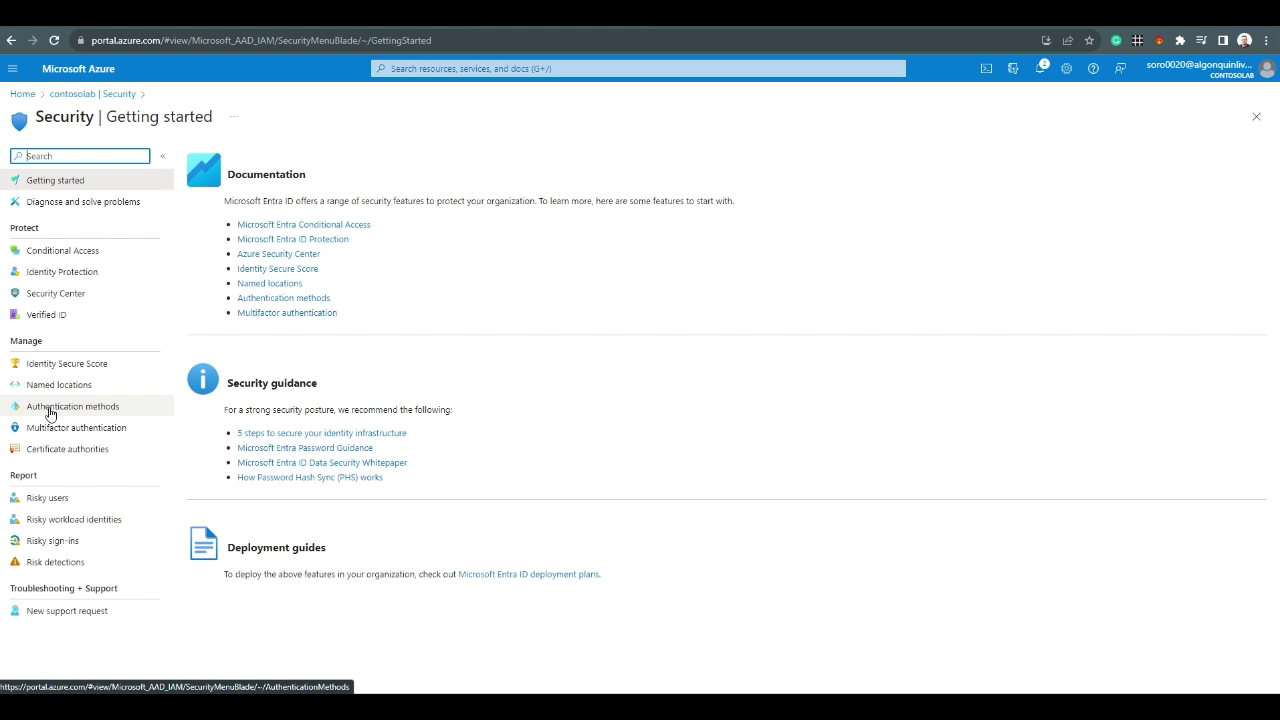 portal.azure.com/#view/Microsoft_AAD_IAM/SecurityMenuBlade/~/GettingStarted
Microsoft Azure
Search resources, services, and docs (G+/)
2
soro0020@algonquinliv...
CONTOSOLAB
Home > contosolab | Security >
Security | Getting started ...
Search
«
Getting started
Diagnose and solve problems
Protect
Conditional Access
Identity Protection
Security Center
Verified ID
Manage
Identity Secure Score
Named locations
Authentication methods
Multifactor authentication
Certificate authorities
Report
Risky users
Risky workload identities
Risky sign-ins
Risk detections
Troubleshooting + Support
New support request
Documentation
Microsoft Entra ID offers a range of security features to protect your organization. To learn more, here are some features to start with.
Microsoft Entra Conditional Access
Microsoft Entra ID Protection
Azure Security Center
Identity Secure Score
Named locations
Authentication methods
Multifactor authentication
Security guidance
For a strong security posture, we recommend the following:
5 steps to secure your identity infrastructure
Microsoft Entra Password Guidance
Microsoft Entra ID Data Security Whitepaper
How Password Hash Sync (PHS) works
Deployment guides
To deploy the above features in your organization, check out Microsoft Entra ID deployment plans.
https://portal.azure.com/#view/Microsoft_AAD_IAM/SecurityMenuBlade/~/AuthenticationMethods